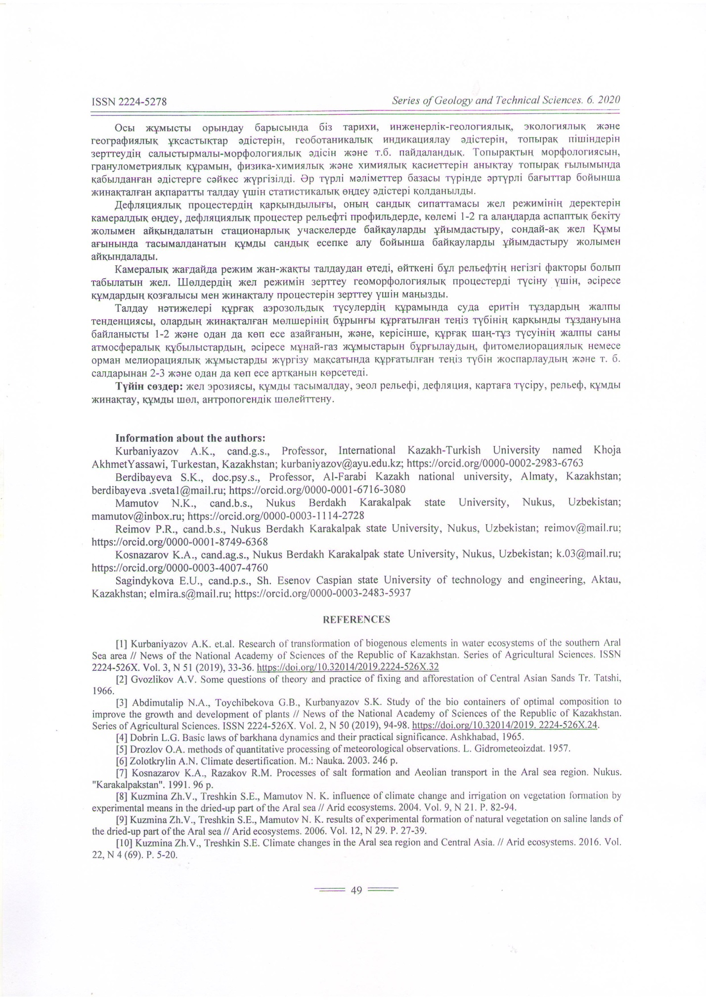 ISSN 2224-5278 Series of Geology and Technical Sciences. 6. 2020
Осы жұмысты орындау барысында біз тарихи, инженерлік-геологиялық, экологиялық және
географиялық ұқсастықтар әдістерін, геоботаникалық индикациялау әдістерін, топырақ пішіндерін
зерттеудің салыстырмалы-морфологиялық әдісін және т.б. пайдаландық. Топырақтың морфологиясын,
гранулометриялық құрамын, физика-химиялық және химиялық қасиеттерін анықтау топырақ ғылымында
қабылданған әдістерге сәйкес жүргізілді. Әр түрлі мәліметтер базасы түрінде әртүрлі бағыттар бойынша
жинақталған ақпаратты талдау үшін статистикалық өңдеу әдістері қолданылды.
Дефляциялық процестердің қарқындылығы, оның сандық сипаттамасы жел режимінің деректерін
камералдық өңдеу, дефляциялық процестер рельефті профильдерде, көлемі 1-2 га алаңдарда аспаптық бекіту
жолымен айқындалатын стационарлық учаскелерде байқауларды ұйымдастыру, сондай-ақ жел Құмы
ағынында тасымалданатын құмды сандық есепке алу бойынша байқауларды ұйымдастыру жолымен
айқындалады.
Камералық жағдайда режим жан-жақты талдаудан өтеді, өйткені бұл рельефтің негізгі факторы болып
табылатын жел. Шөлдердің жел режимін зерттеу геоморфологиялық процестерді түсіну үшін, әсіресе
құмдардың қозғалысы мен жинақталу процестерін зерттеу үшін маңызды.
Талдау нәтижелері құрғақ аэрозольдық түсулердің құрамында суда еритін тұздардың жалпы
тенденциясы, олардың жинақталған мөлшерінің бұрынғы құрғатылған теңіз түбінің қарқынды тұздануына
байланысты 1-2 және одан да көп есе азайғанын, және, керісінше, құрғақ шаң-тұз түсуінің жалпы саны
атмосфералық құбылыстардың, әсіресе мұнай-газ жұмыстарын бұрғылаудың, фитомелиорациялық немесе
орман мелиорациялық жұмыстарды жүргізу мақсатында құрғатылған теңіз түбін жоспарлаудың және т. б.
салдарынан 2-3 және одан да көп есе артқанын көрсетеді.
Түйін сөздер: жел эрозиясы, құмды тасымалдау, эеол рельефі, дефляция, картаға түсіру, рельеф, құмды
жинақтау, құмды шөл, антропогендік шөлейттену.
Information about the authors:
Kurbaniyazov A.K., cand.g.s., Professor, International Kazakh-Turkish University named Khoja
AkhmetYassawi, Turkestan, Kazakhstan; kurbaniyazov@ayu.edu.kz; https://orcid.org/0000-0002-2983-6763
Berdibayeva S.K., doc.psy.s., Professor, Al-Farabi Kazakh national university, Almaty, Kazakhstan;
berdibayeva .sveta1@mail.ru; https://orcid.org/0000-0001-6716-3080
Mamutov N.K., cand.b.s., Nukus Berdakh Karakalpak state University, Nukus, Uzbekistan;
mamutov@inbox.ru; https://orcid.org/0000-0003-1114-2728
Reimov P.R., cand.b.s., Nukus Berdakh Karakalpak state University, Nukus, Uzbekistan; reimov@mail.ru;
https://orcid.org/0000-0001-8749-6368
Kosnazarov K.A., cand.ag.s., Nukus Berdakh Karakalpak state University, Nukus, Uzbekistan; k.03@mail.ru;
https://orcid.org/0000-0003-4007-4760
Sagindykova E.U., cand.p.s., Sh. Esenov Caspian state University of technology and engineering, Aktau,
Kazakhstan; elmira.s@mail.ru; https://orcid.org/0000-0003-2483-5937
REFERENCES
[1] Kurbaniyazov A.K. et.al. Research of transformation of biogenous elements in water ecosystems of the southern Aral
Sea area // News of the National Academy of Sciences of the Republic of Kazakhstan. Series of Agricultural Sciences. ISSN
2224-526X. Vol. 3, N 51 (2019), 33-36. https://doi.org/10.32014/2019.2224-526X.32
[2] Gvozlikov A.V. Some questions of theory and practice of fixing and afforestation of Central Asian Sands Tr. Tatshi,
1966.
[3] Abdimutalip N.A., Toychibekova G.B., Kurbanyazov S.K. Study of the bio containers of optimal composition to
improve the growth and development of plants // News of the National Academy of Sciences of the Republic of Kazakhstan.
Series of Agricultural Sciences. ISSN 2224-526X. Vol. 2, N 50 (2019), 94-98. https://doi.org/10.32014/2019. 2224-526X.24.
[4] Dobrin L.G. Basic laws of barkhana dynamics and their practical significance. Ashkhabad, 1965.
[5] Drozlov O.A. methods of quantitative processing of meteorological observations. L. Gidrometeoizdat. 1957.
[6] Zolotkrylin A.N. Climate desertification. M.: Nauka. 2003. 246 p.
[7] Kosnazarov K.A., Razakov R.M. Processes of salt formation and Aeolian transport in the Aral sea region. Nukus.
"Karakalpakstan". 1991. 96 p.
[8] Kuzmina Zh.V., Treshkin S.E., Mamutov N. K. influence of climate change and irrigation on vegetation formation by
experimental means in the dried-up part of the Aral sea // Arid ecosystems. 2004. Vol. 9, N 21. P. 82-94.
[9] Kuzmina Zh.V., Treshkin S.E., Mamutov N. K. results of experimental formation of natural vegetation on saline lands of
the dried-up part of the Aral sea // Arid ecosystems. 2006. Vol. 12, N 29. P. 27-39.
[10] Kuzmina Zh.V., Treshkin S.E. Climate changes in the Aral sea region and Central Asia. // Arid ecosystems. 2016. Vol.
22, N 4 (69). P. 5-20.
49